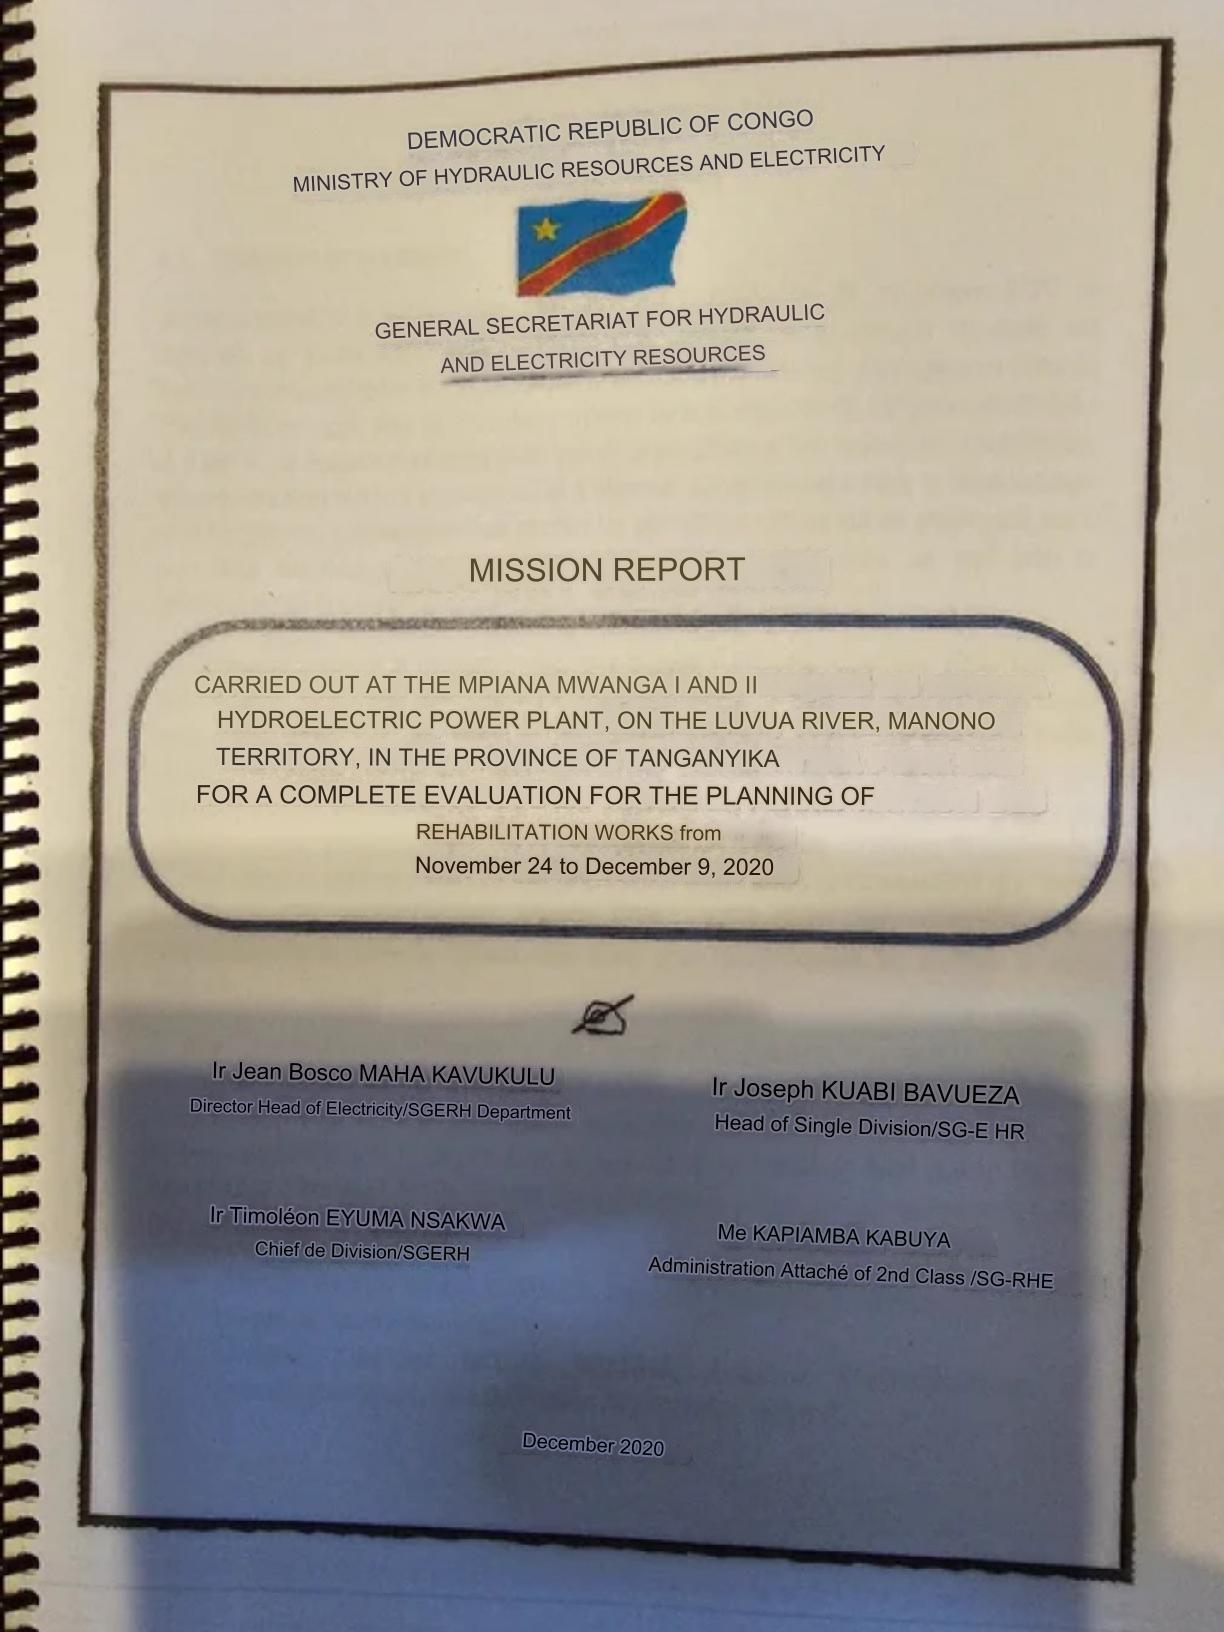 DEMOCRATIC REPUBLIC OF CONGO
MINISTRY OF HYDRAULIC RESOURCES AND ELECTRICITY
GENERAL SECRETARIAT FOR HYDRAULIC
AND ELECTRICITY RESOURCES
MISSION REPORT
CARRIED OUT AT THE MPIANA MWANGA I AND II
HYDROELECTRIC POWER PLANT, ON THE LUVUA RIVER, MANONO
TERRITORY, IN THE PROVINCE OF TANGANYIKA
FOR A COMPLETE EVALUATION FOR THE PLANNING OF
REHABILITATION WORKS from
November 24 to December 9, 2020
Ir Jean Bosco MAHA KAVUKULU
Director Head of Electricity/SGERH Department
Ir Joseph KUABI BAVUEZA
Head of Single Division/SG-E HR
Ir Timoléon EYUMA NSAKWA
Chief de Division/SGERH
Me KAPIAMBA KABUYA
Administration Attaché of 2nd Class /SG-RHE
December 2020